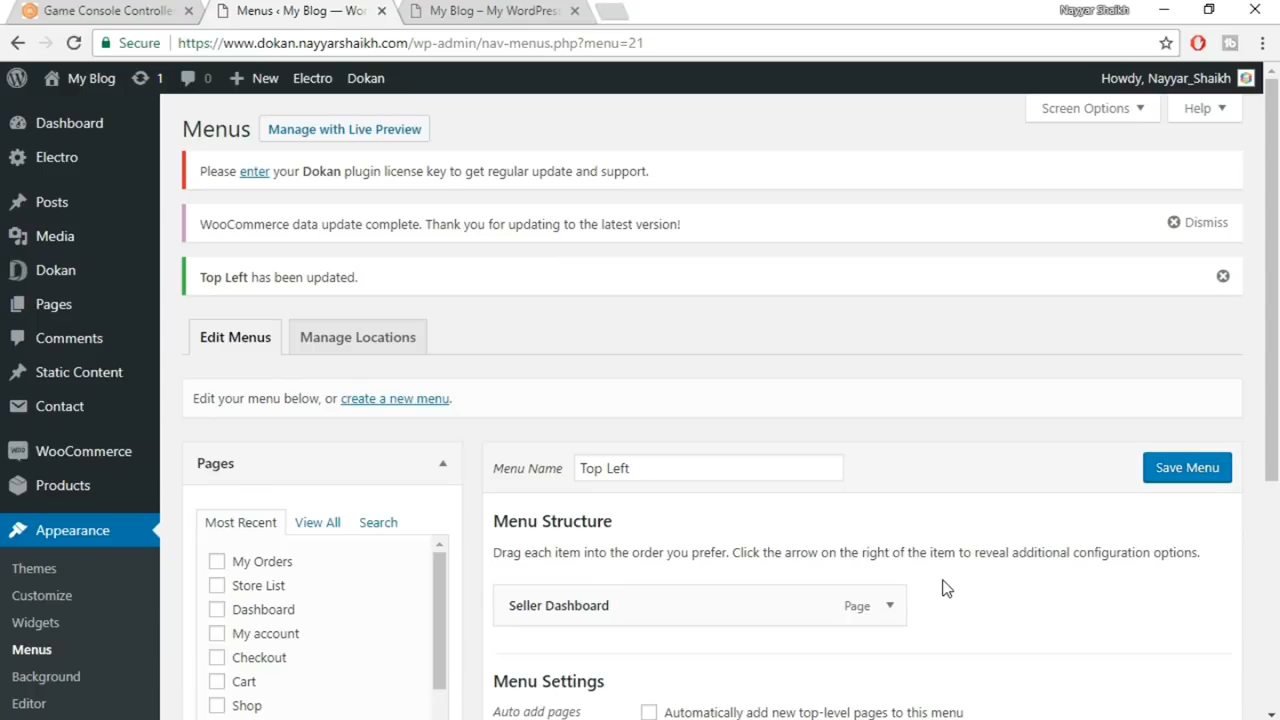 Game Console Controlle
Menus ‹ My Blog — Wor
My Blog – My WordPres
Nayyar Shaikh
Secure
https://www.dokan.nayyarshaikh.com/wp-admin/nav-menus.php?menu=21
My Blog
1
0
New
Electro
Dokan
Howdy, Nayyar_Shaikh
Dashboard
Electro
Posts
Media
Dokan
Pages
Comments
Static Content
Contact
WooCommerce
Products
Appearance
Themes
Customize
Widgets
Menus
Background
Editor
Screen Options
Help
Menus
Manage with Live Preview
Please enter your Dokan plugin license key to get regular update and support.
WooCommerce data update complete. Thank you for updating to the latest version!
Dismiss
Top Left has been updated.
Edit Menus
Manage Locations
Edit your menu below, or create a new menu.
Pages
Most Recent
View All
Search
My Orders
Store List
Dashboard
My account
Checkout
Cart
Shop
Menu Name
Top Left
Save Menu
Menu Structure
Drag each item into the order you prefer. Click the arrow on the right of the item to reveal additional configuration options.
Seller Dashboard
Page
Menu Settings
Auto add pages
Automatically add new top-level pages to this menu